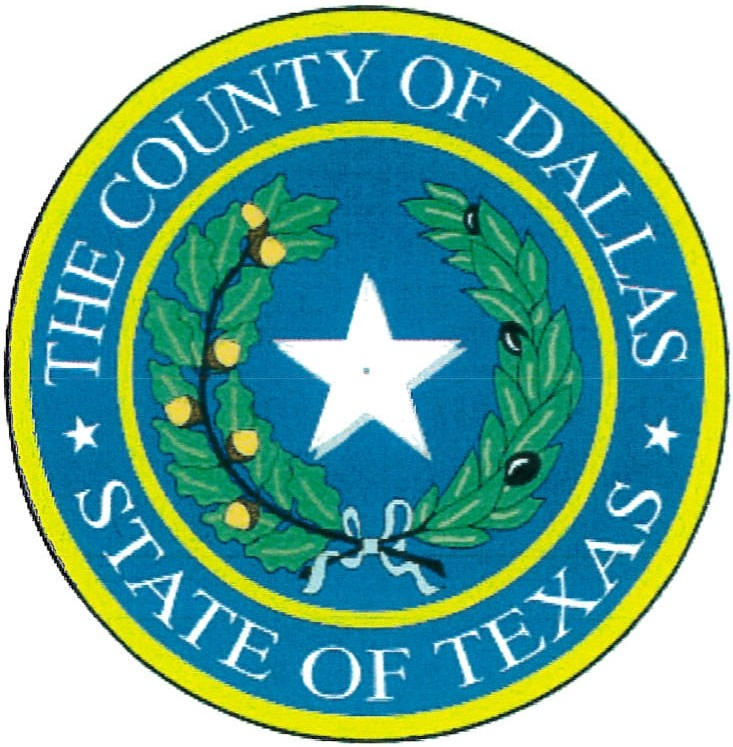 THE COUNTY OF DALLAS
STATE OF TEXAS